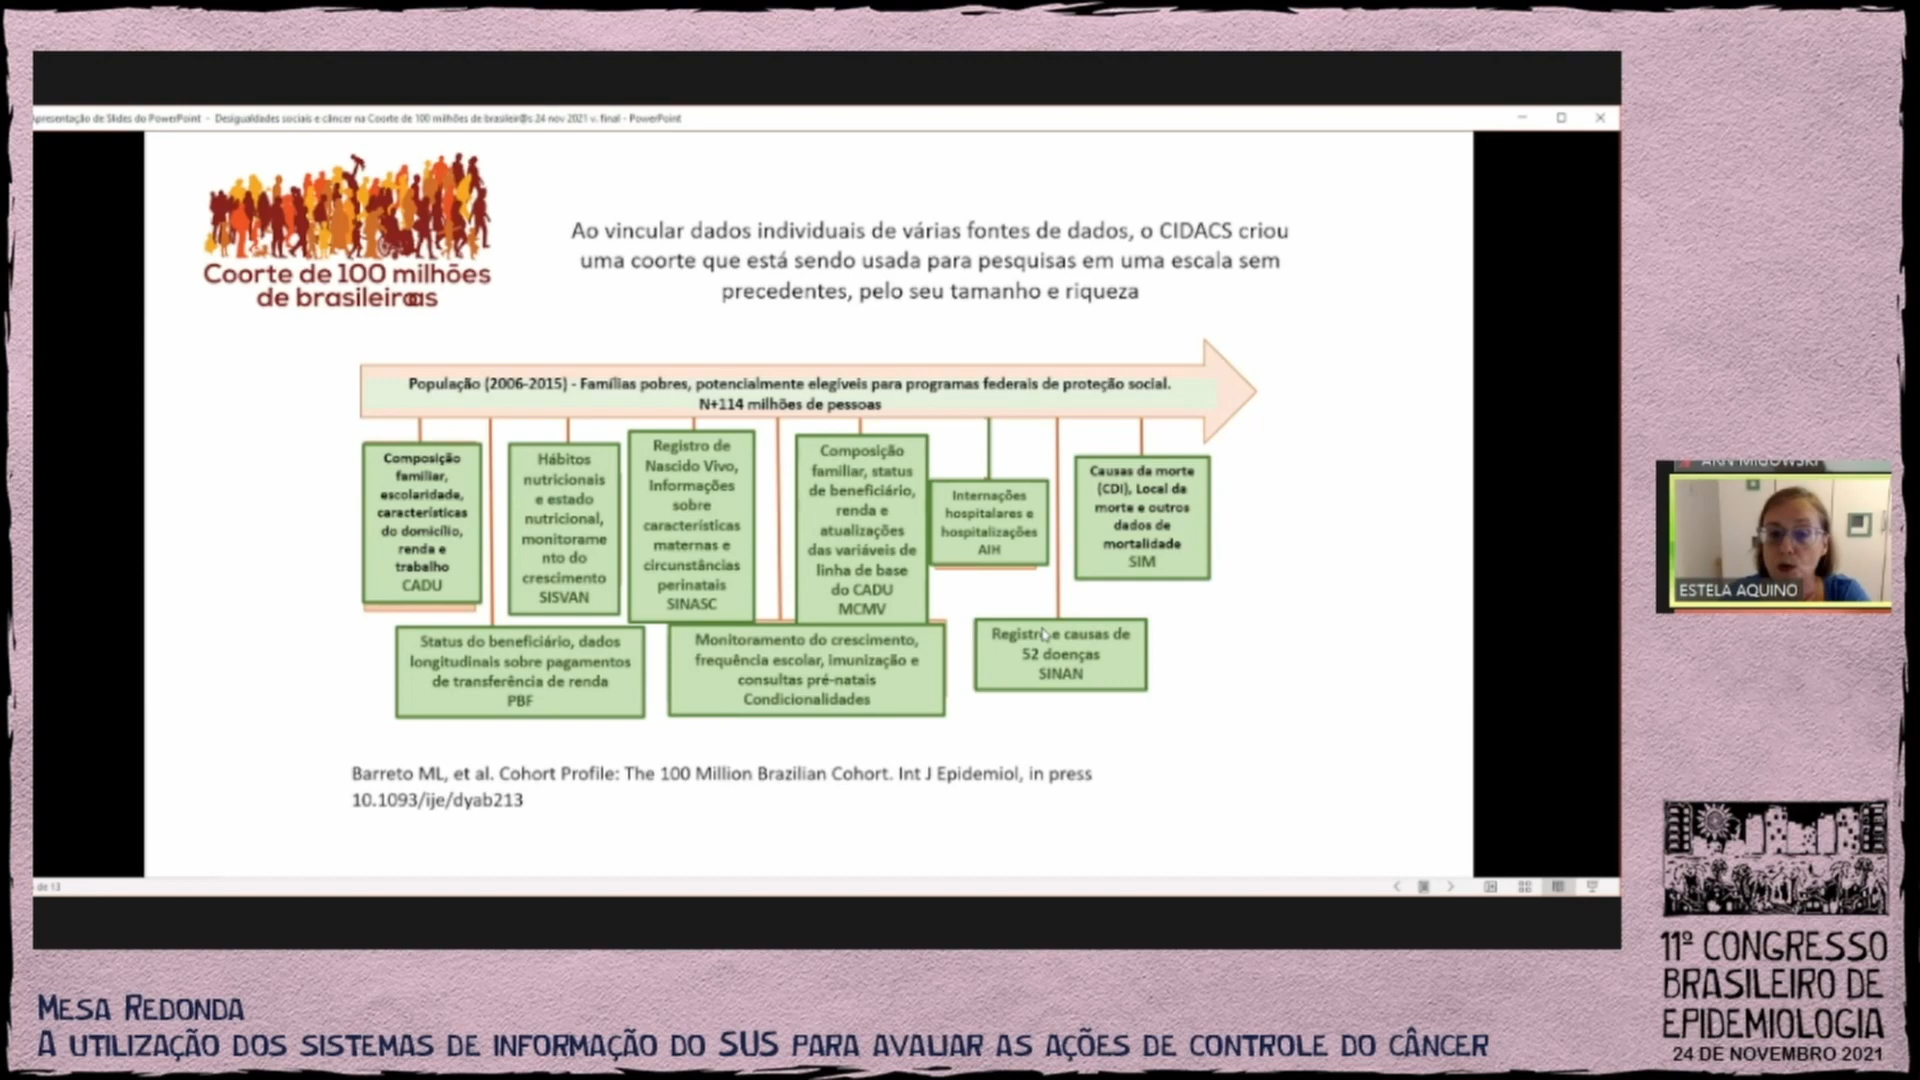 Apresentação de Slides do PowerPoint - Desigualdades sociais e câncer na Coorte de 100 milhões de brasileir@s 24 nov 2021 v. final - PowerPoint
Coorte de 100 milhões
de brasileiras
Ao vincular dados individuais de várias fontes de dados, o CIDACS criou
uma coorte que está sendo usada para pesquisas em uma escala sem
precedentes, pelo seu tamanho e riqueza
População (2006-2015) - Famílias pobres, potencialmente elegíveis para programas federais de proteção social.
N+114 milhões de pessoas
Composição
familiar,
escolaridade,
características
do domicílio,
renda e
trabalho
CADU
Hábitos
nutricionais
e estado
nutricional,
monitorame
nto do
crescimento
SISVAN
Registro de
Nascido Vivo,
Informações
sobre
características
maternas e
circunstâncias
perinatais
SINASC
Composição
familiar, status
de beneficiário,
renda e
atualizações
das variáveis de
linha de base
do CADU
MCMV
Internações
hospitalares e
hospitalizações
AIH
Causas da morte
(CDI), Local da
morte e outros
dados de
mortalidade
SIM
Status do beneficiário, dados
longitudinais sobre pagamentos
de transferência de renda
PBF
Monitoramento do crescimento,
frequência escolar, imunização e
consultas pré-natais
Condicionalidades
Registro e causas de
52 doenças
SINAN
Barreto ML, et al. Cohort Profile: The 100 Million Brazilian Cohort. Int J Epidemiol, in press
10.1093/ije/dyab213
de 13
ARN MIGOWSKI
ESTELA AQUINO
11º CONGRESSO
BRASILEIRO DE
EPIDEMIOLOGIA
24 DE NOVEMBRO 2021
MESA REDONDA
A UTILIZAÇÃO DOS SISTEMAS DE INFORMAÇÃO DO SUS PARA AVALIAR AS AÇÕES DE CONTROLE DO CÂNCER